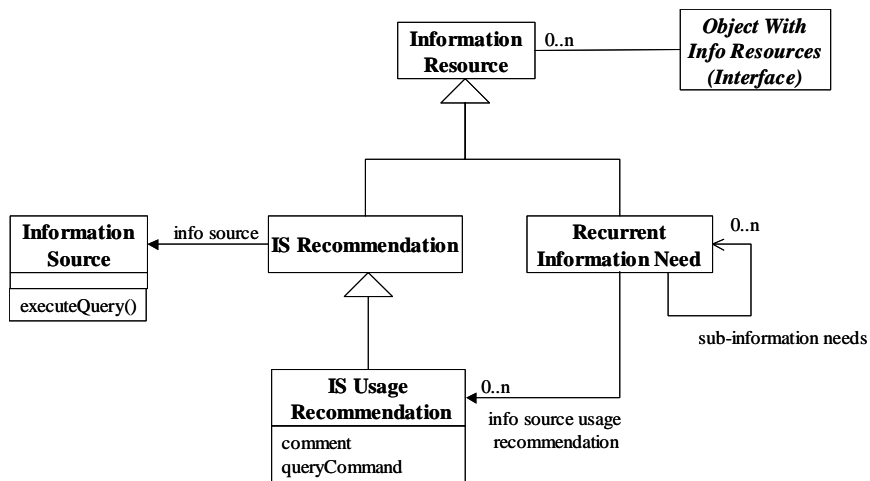 Information
Resource
0..n
Object With
Info Resources
(Interface)
Information
Source
executeQuery()
info source
IS Recommendation
Recurrent
Information Need
0..n
sub-information needs
IS Usage
Recommendation
comment
queryCommand
0..n
info source usage
recommendation